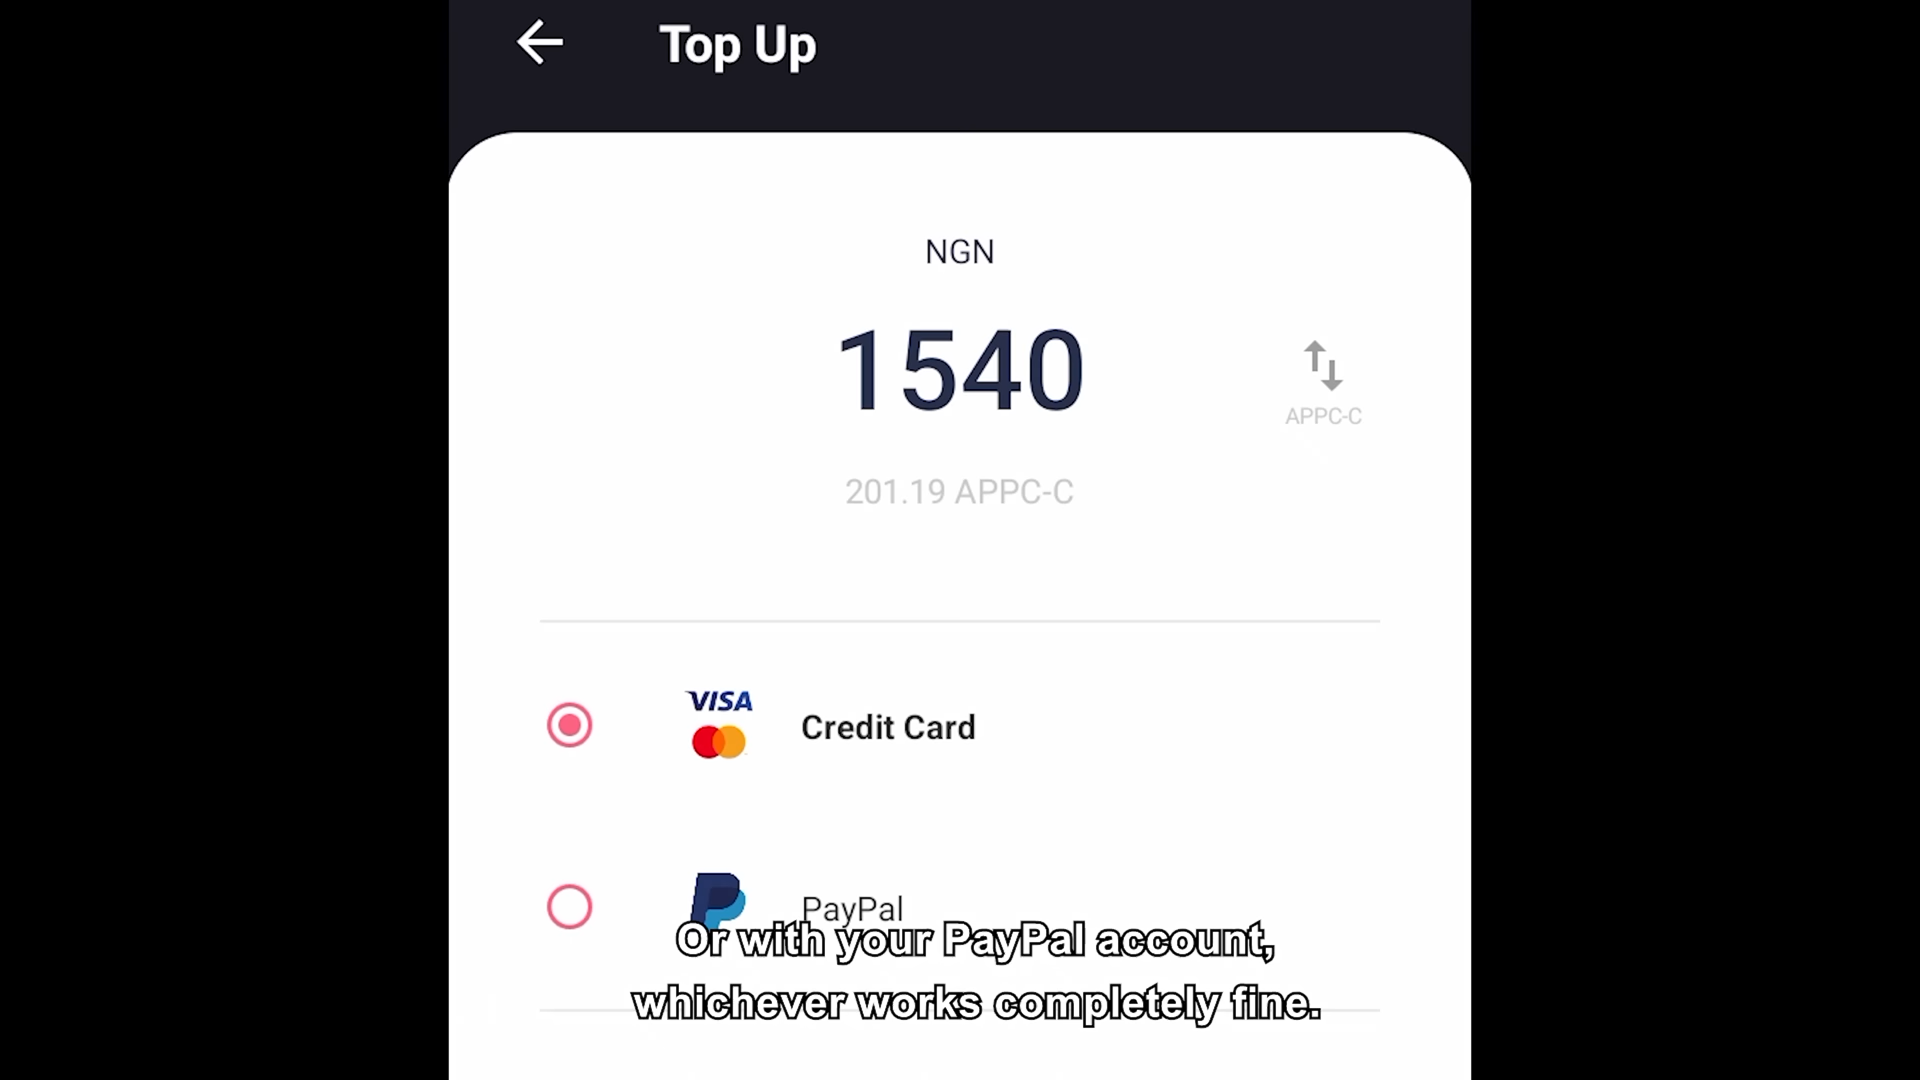 Top Up
NGN
1540
APPC-C
201.19 APPC-C
VISA
Credit Card
PayPal
Or with your PayPal account,
whichever works completely fine.